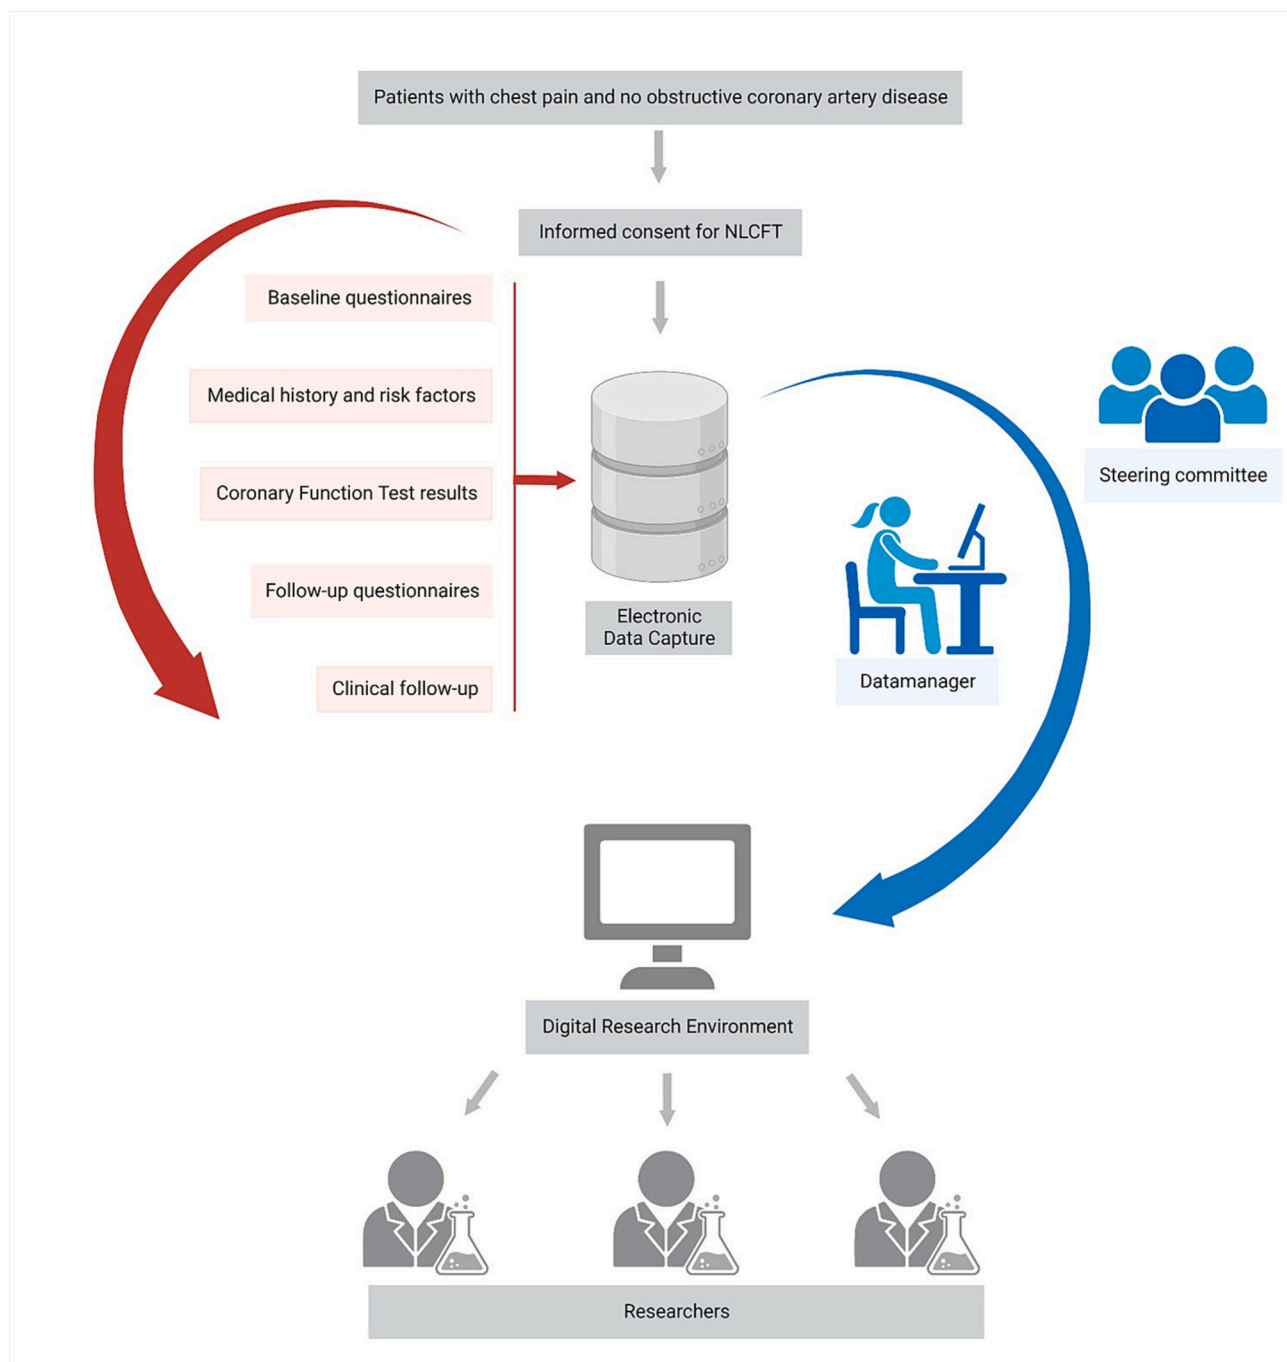 Patients with chest pain and no obstructive coronary artery disease
Informed consent for NLCFT
Baseline questionnaires
Medical history and risk factors
Coronary Function Test results
Follow-up questionnaires
Clinical follow-up
Electronic
Data Capture
Steering committee
Datamanager
Digital Research Environment
Researchers